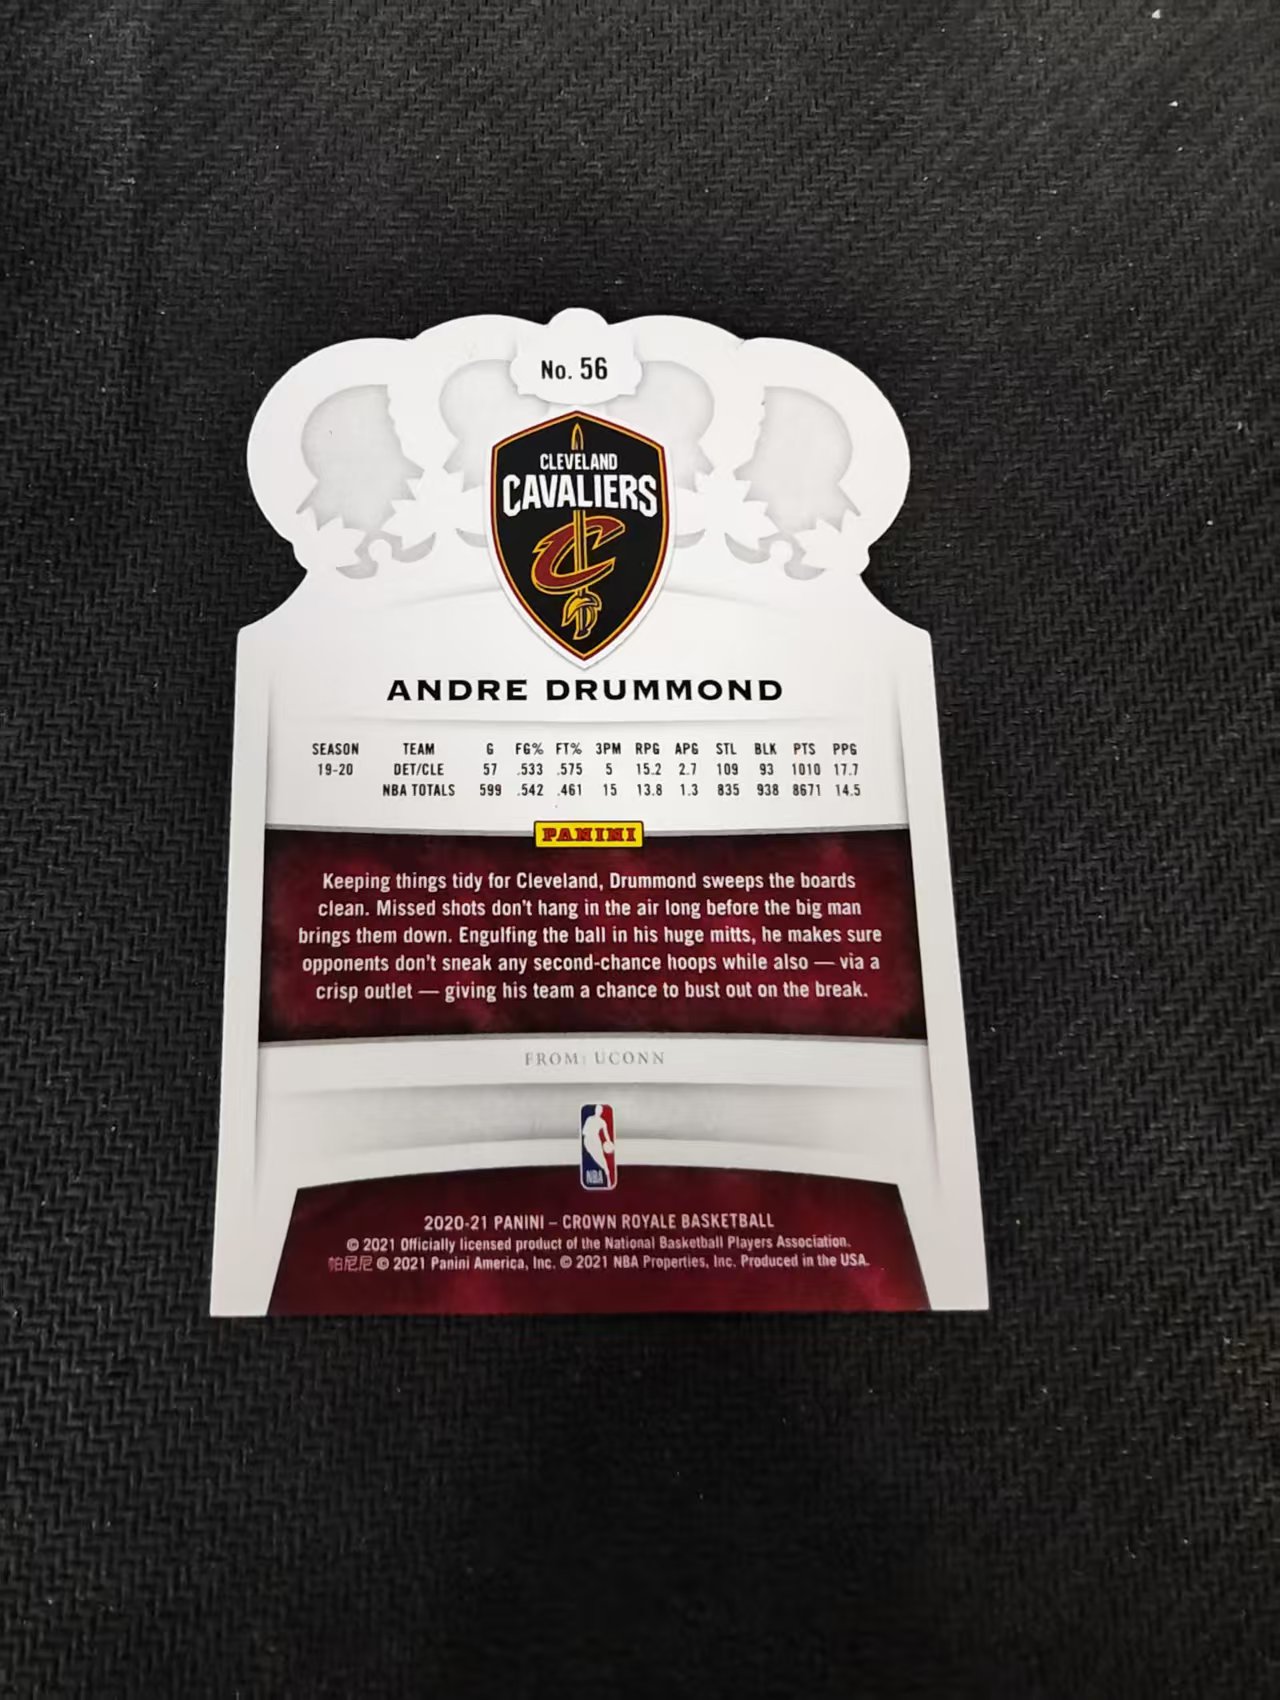 No. 56
CLEVELAND
CAVALIERS
ANDRE DRUMMOND
SEASON TEAM G FG% FT% 3PM RPG APG STL BLK PTS PPG
19-20 DET/CLE 57 .533 .575 5 15.2 2.7 109 93 1010 17.7
NBA TOTALS 599 .542 .461 15 13.8 1.3 835 938 8671 14.5
PANINI
Keeping things tidy for Cleveland, Drummond sweeps the boards
clean. Missed shots don't hang in the air long before the big man
brings them down. Engulfing the ball in his huge mitts, he makes sure
opponents don't sneak any second-chance hoops while also — via a
crisp outlet — giving his team a chance to bust out on the break.
FROM: UCONN
NBA
2020-21 PANINI – CROWN ROYALE BASKETBALL
© 2021 Officially licensed product of the National Basketball Players Association.
帕尼尼 © 2021 Panini America, Inc. © 2021 NBA Properties, Inc. Produced in the USA.